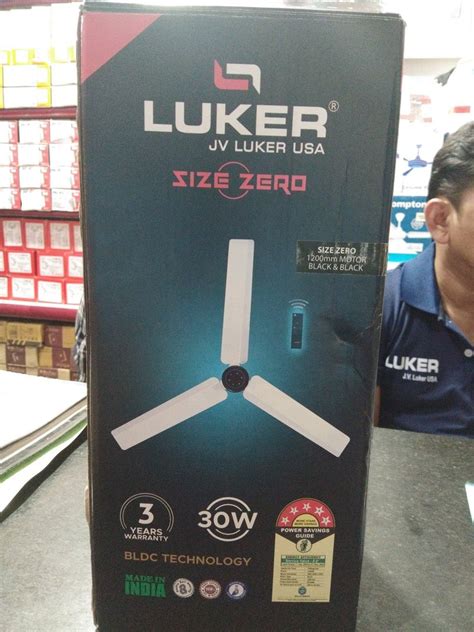 LUKER®
JV LUKER USA
SIZE ZERO
SIZE ZERO
1200mm MOTOR
BLACK & BLACK
mpton
LUKER
J.V. Luker USA
3
YEARS
WARRANTY
30W
BLDC TECHNOLOGY
MADE IN
INDIA
POWER SAVINGS
GUIDE